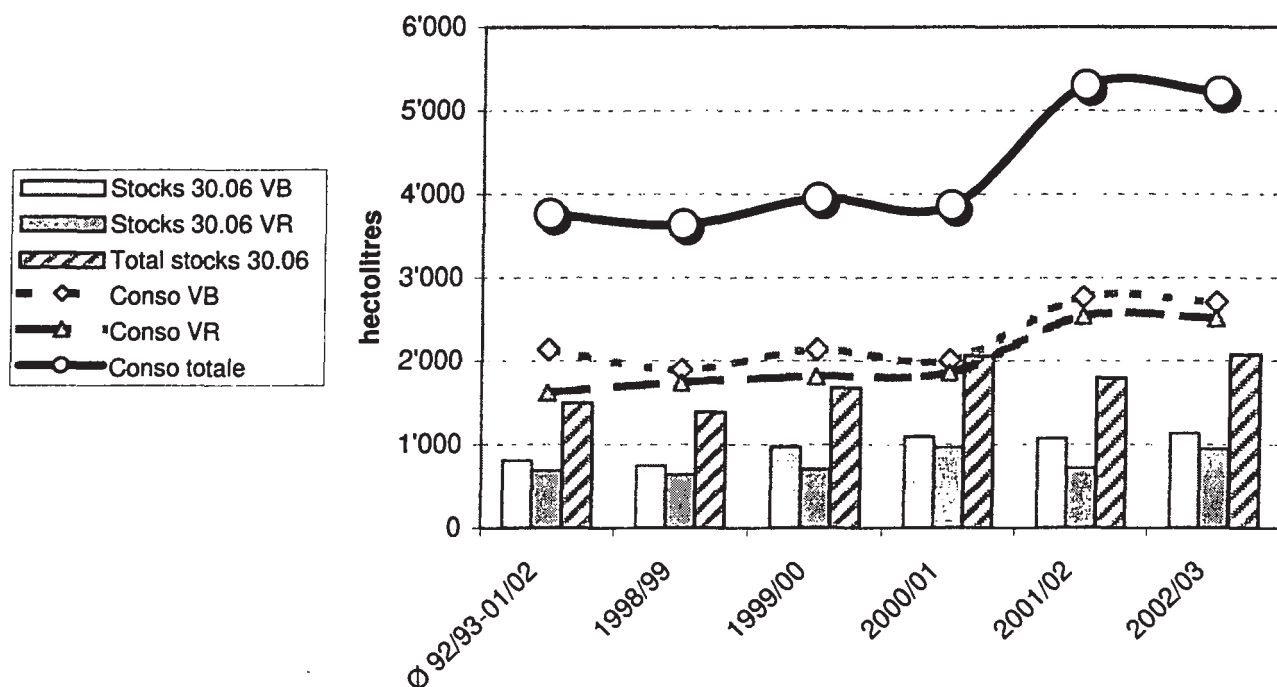 Stocks 30.06 VB
Stocks 30.06 VR
Total stocks 30.06
Conso VB
Conso VR
Conso totale
hectolitres
6'000
5'000
4'000
3'000
2'000
1'000
0
Ø 92/93-01/02
1998/99
1999/00
2000/01
2001/02
2002/03